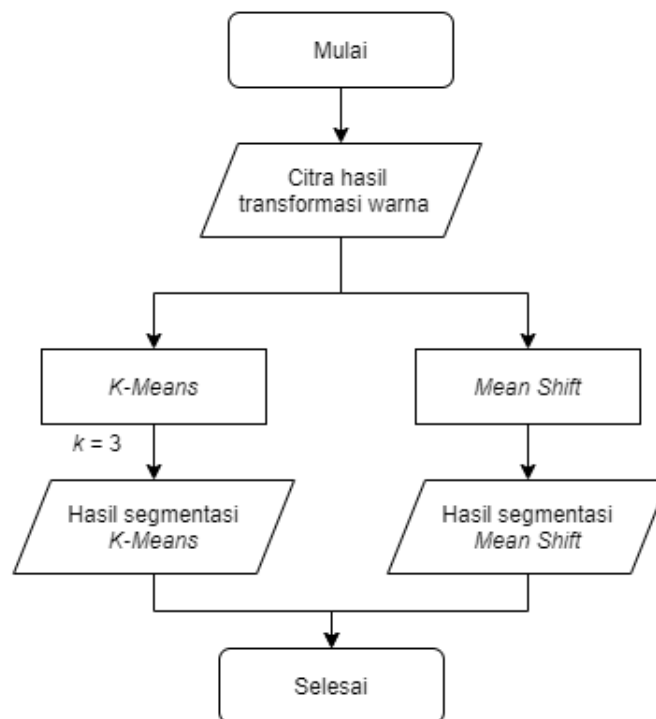 Mulai
Citra hasil
transformasi warna
K-Means
Mean Shift
k = 3
Hasil segmentasi
K-Means
Hasil segmentasi
Mean Shift
Selesai